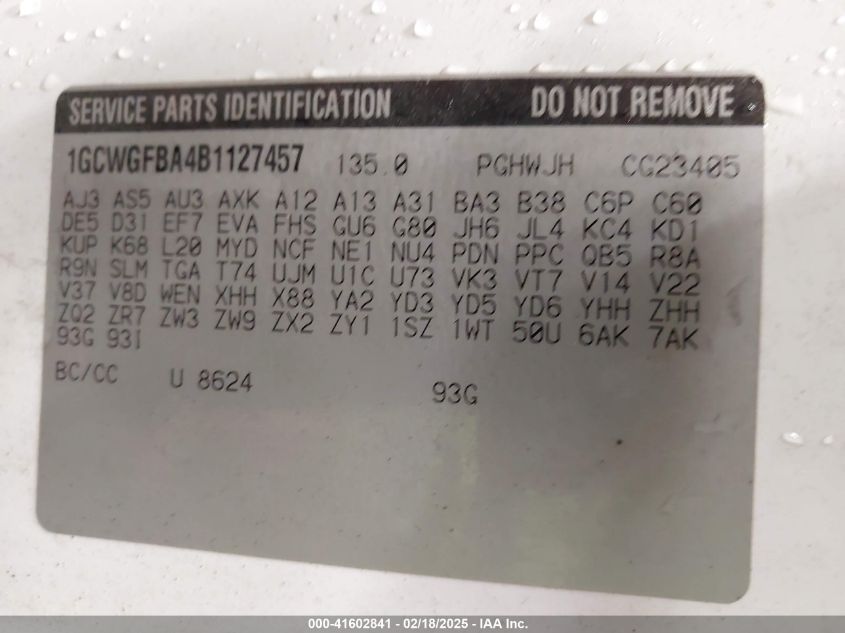 SERVICE PARTS IDENTIFICATION DO NOT REMOVE
1GCWGFBA4B1127457 135.0 PGHWJH CG23405
AJ3 AS5 AU3 AXK A12 A13 A31 BA3 B38 C6P C60
DE5 D31 EF7 EVA FHS GU6 G80 JH6 JL4 KC4 KD1
KUP K68 L20 MYD NCF NE1 NU4 PDN PPC QB5 R8A
R9N SLM TGA T74 UJM U1C U73 VK3 VT7 V14 V22
V37 V8D WEN XHH X88 YA2 YD3 YD5 YD6 YHH ZHH
ZQ2 ZR7 ZW3 ZW9 ZX2 ZY1 1SZ 1WT 50U 6AK 7AK
93G 93I
BC/CC U 8624 93G
000-41602841 - 02/18/2025 - IAA Inc.